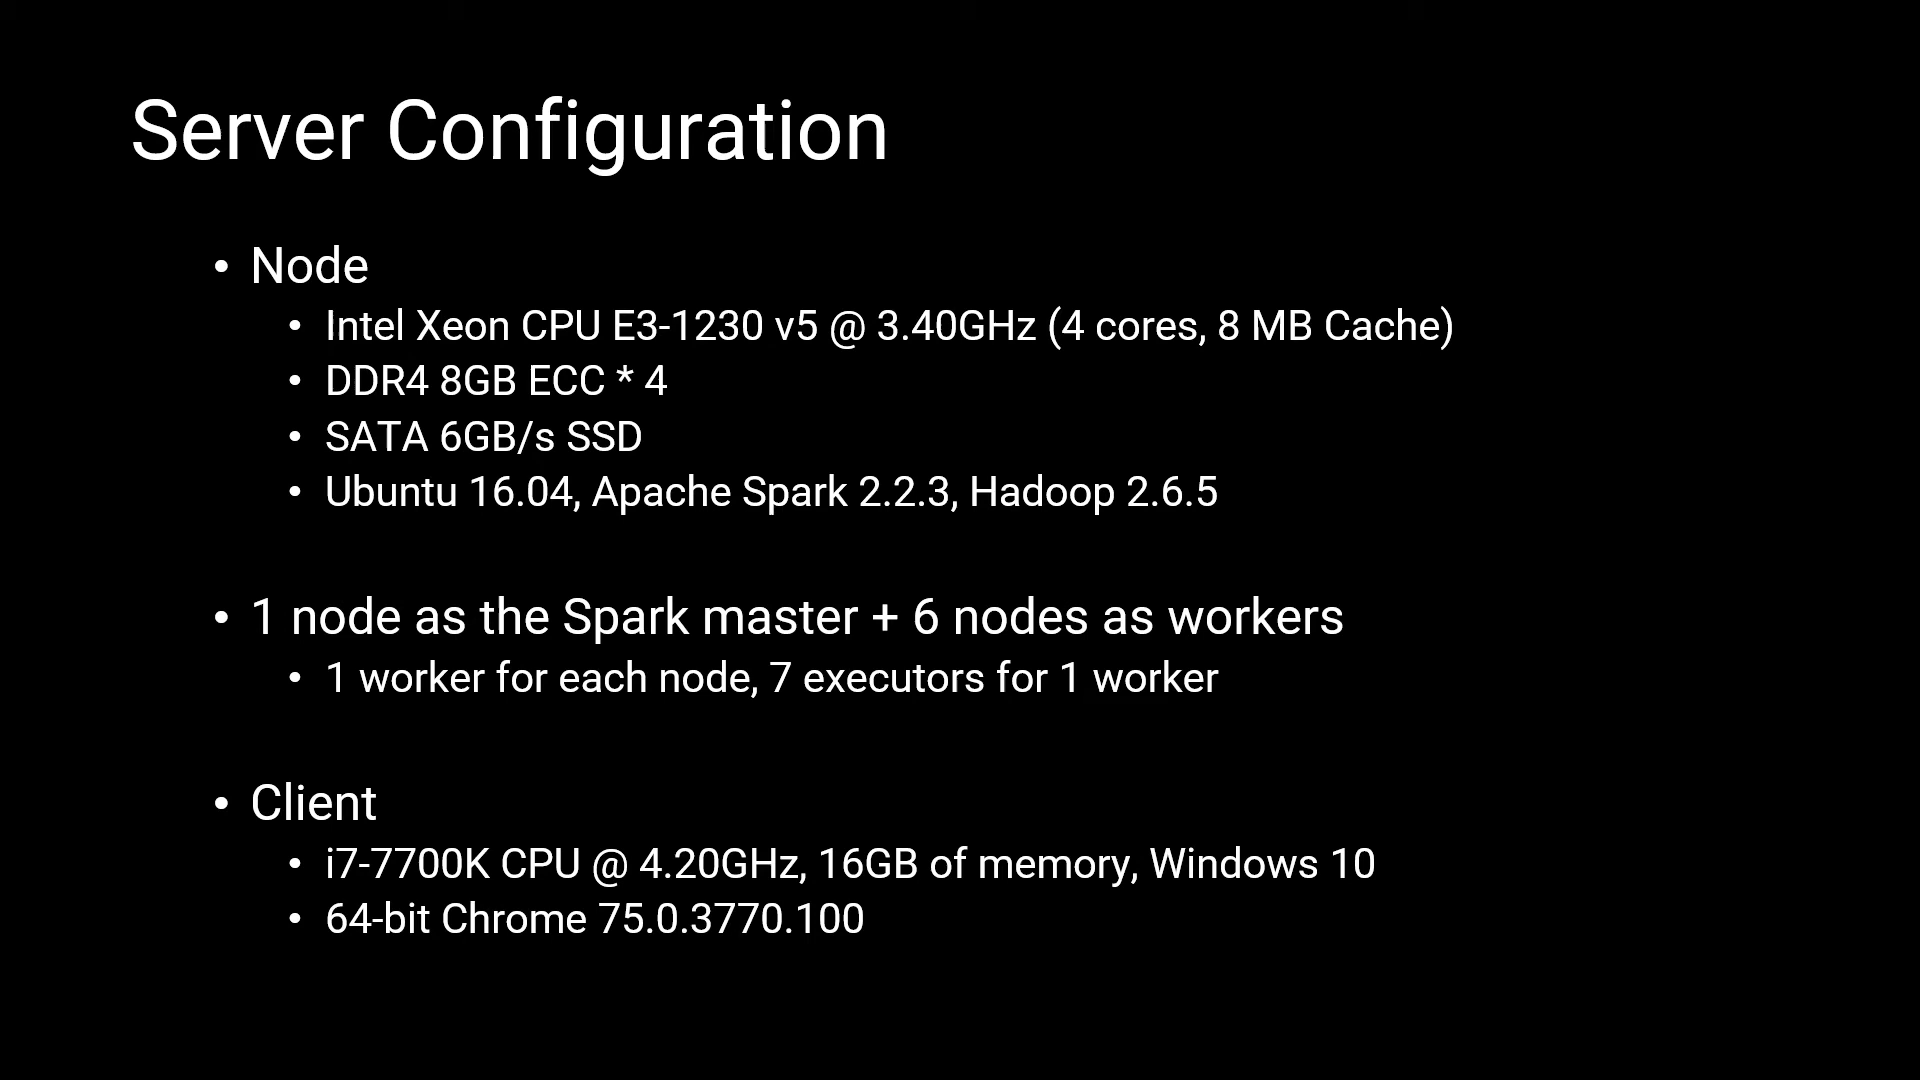 Server Configuration
• Node
• Intel Xeon CPU E3-1230 v5 @ 3.40GHz (4 cores, 8 MB Cache)
• DDR4 8GB ECC * 4
• SATA 6GB/s SSD
• Ubuntu 16.04, Apache Spark 2.2.3, Hadoop 2.6.5
• 1 node as the Spark master + 6 nodes as workers
• 1 worker for each node, 7 executors for 1 worker
• Client
• i7-7700K CPU @ 4.20GHz, 16GB of memory, Windows 10
• 64-bit Chrome 75.0.3770.100